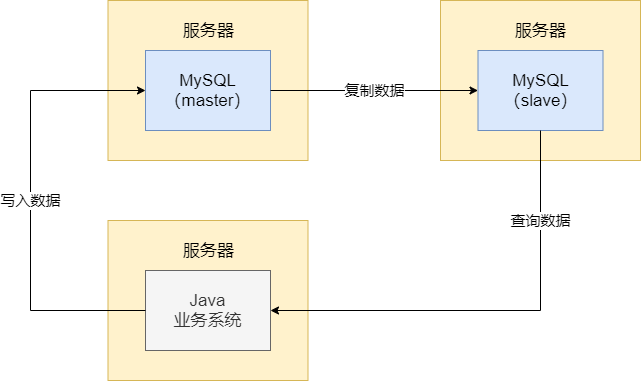 服务器
MySQL
（master）
复制数据
服务器
MySQL
（slave）
写入数据
查询数据
服务器
Java
业务系统